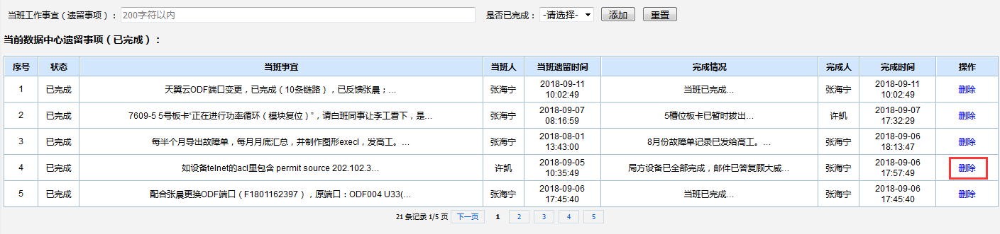 当班工作事宜（遗留事项）： 200字符以内 是否已完成： -请选择- 添加 重置
当前数据中心遗留事项（已完成）：
序号 状态 当班事宜 当班人 当班遗留时间 完成情况 完成人 完成时间 操作
1 已完成 天翼云ODF端口变更，已完成（10条链路），已反馈张晨；... 张海宁 2018-09-11 10:02:49 当班已完成... 张海宁 2018-09-11 10:02:49 删除
2 已完成 7609-5 5号板卡“正在进行功率循环（模块复位）”，请白班同事让李工看下，是... 张海宁 2018-09-07 08:16:59 5槽位板卡已暂时拔出... 许凯 2018-09-07 17:32:29 删除
3 已完成 每半个月导出故障单，每月月底汇总，并制作图形execl，发高工。... 张海宁 2018-08-01 13:43:00 8月份故障单记录已发给高工。... 张海宁 2018-09-06 18:13:47 删除
4 已完成 如设备telnet的acl里包含 permit source 202.102.3... 许凯 2018-09-05 10:35:49 局方设备已全部完成，邮件已答复顾大威... 张海宁 2018-09-06 17:57:49 删除
5 已完成 配合张晨更换ODF端口（F1801162397），原端口：ODF004 U33(... 张海宁 2018-09-06 17:45:40 当班已完成... 张海宁 2018-09-06 17:45:40 删除
21 条记录 1/5 页 下一页 1 2 3 4 5